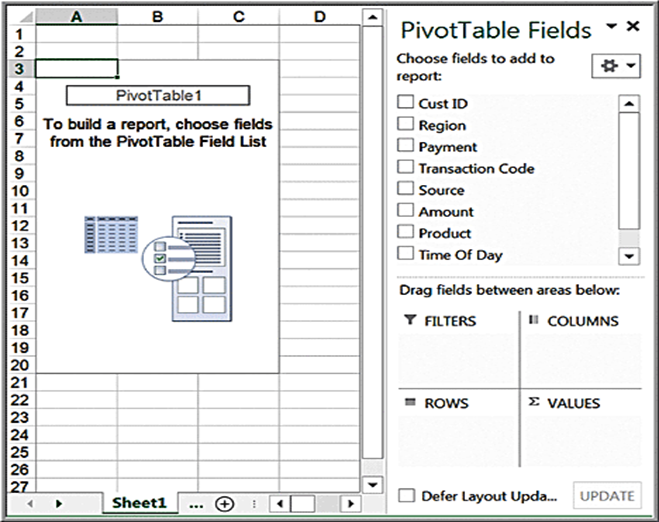 A B C D
1
2
3
4
5
6
7
8
9
10
11
12
13
14
15
16
17
18
19
20
21
22
23
24
25
26
27
PivotTable1
To build a report, choose fields
from the PivotTable Field List
Sheet1 ...
PivotTable Fields
Choose fields to add to
report:
Cust ID
Region
Payment
Transaction Code
Source
Amount
Product
Time Of Day
Drag fields between areas below:
FILTERS
COLUMNS
ROWS
Σ VALUES
Defer Layout Upda...
UPDATE